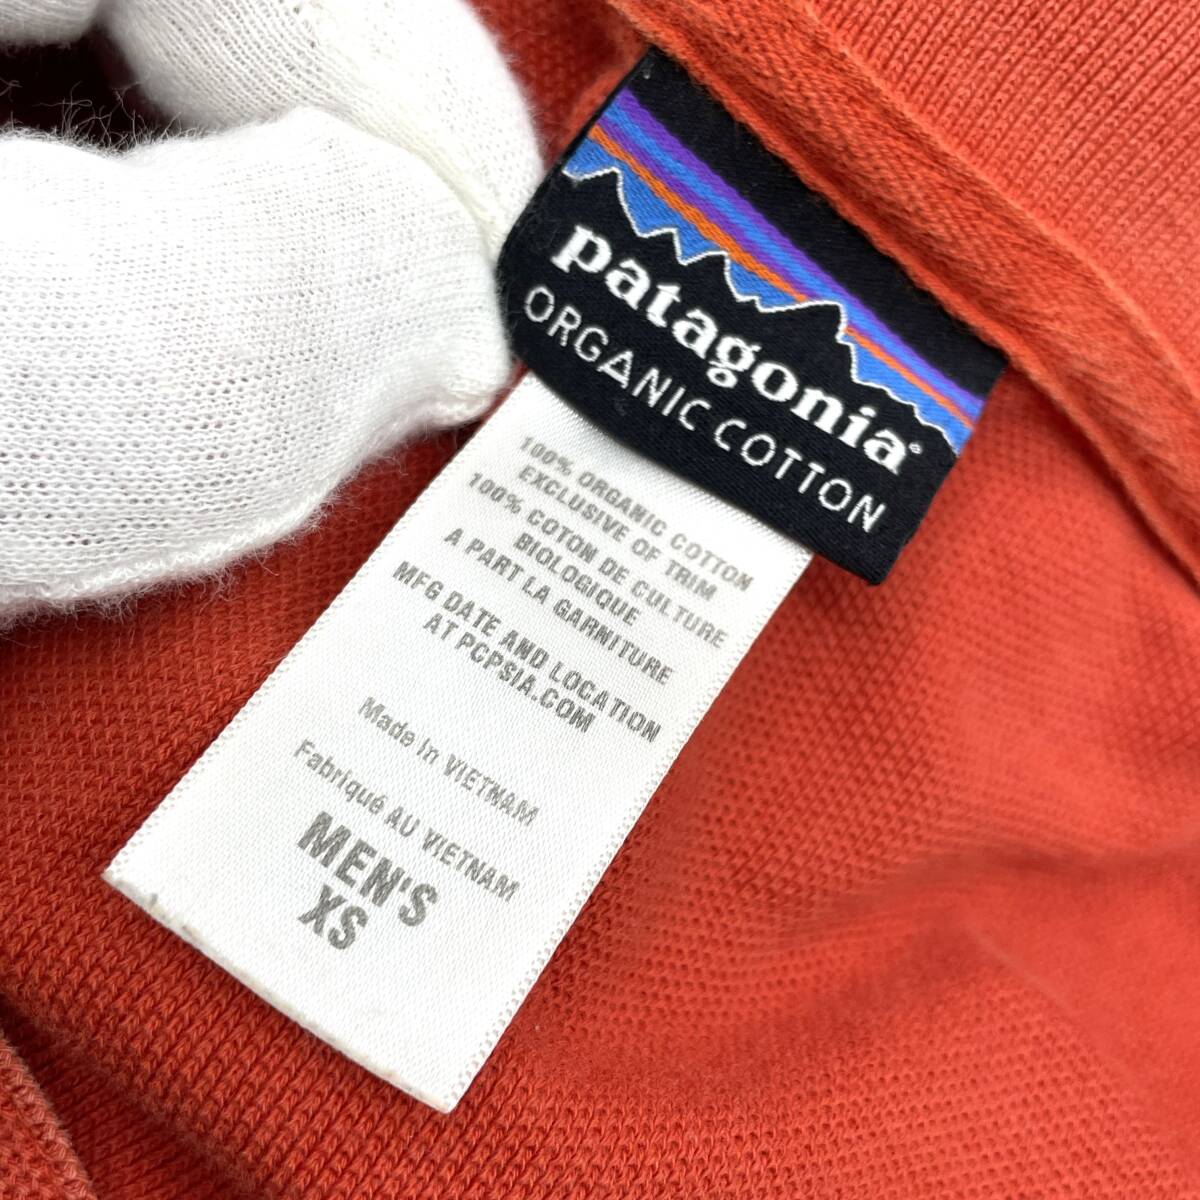 patagonia®
ORGANIC COTTON
100% ORGANIC COTTON
EXCLUSIVE OF TRIM
100% COTON DE CULTURE
BIOLOGIQUE
A PART LA GARNITURE
MFG DATE AND LOCATION
AT PCPSIA.COM
Made in VIETNAM
Fabriqué AU VIETNAM
MEN'S
XS